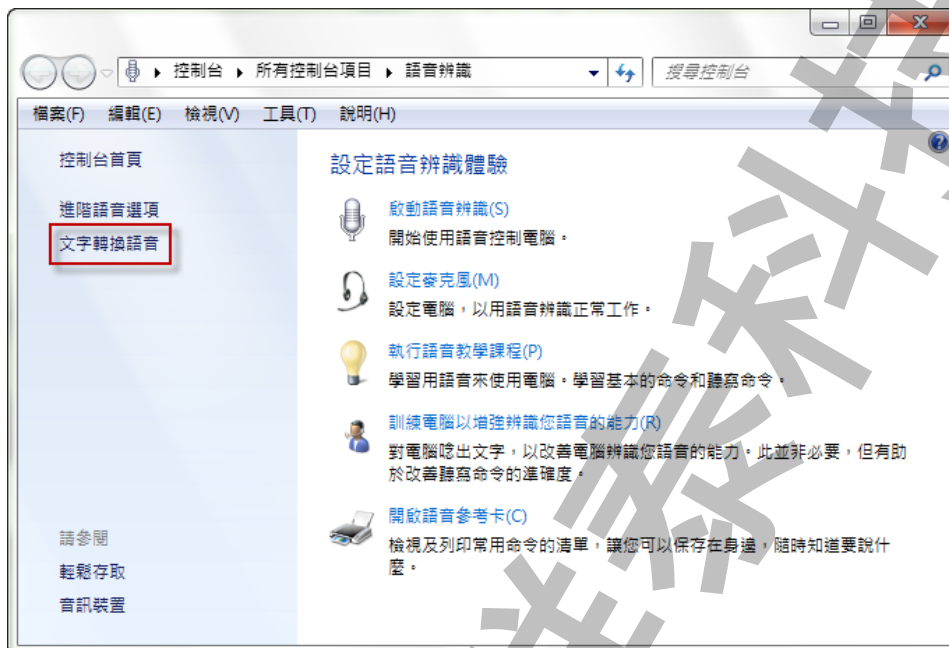 控制台 ▸ 所有控制台項目 ▸ 語音辨識
搜尋控制台
檔案(F) 編輯(E) 檢視(V) 工具(T) 說明(H)
控制台首頁
進階語音選項
文字轉換語音
設定語音辨識體驗
啟動語音辨識(S)
開始使用語音控制電腦。
設定麥克風(M)
設定電腦，以用語音辨識正常工作。
執行語音教學課程(P)
學習用語音來使用電腦。學習基本的命令和聽寫命令。
訓練電腦以增強辨識您語音的能力(R)
對電腦唸出文字，以改善電腦辨識您語音的能力。此並非必要，但有助
於改善聽寫命令的準確度。
開啟語音參考卡(C)
檢視及列印常用命令的清單，讓您可以保存在身邊，隨時知道要說什
麼。
請參閱
輕鬆存取
音訊裝置
泰科